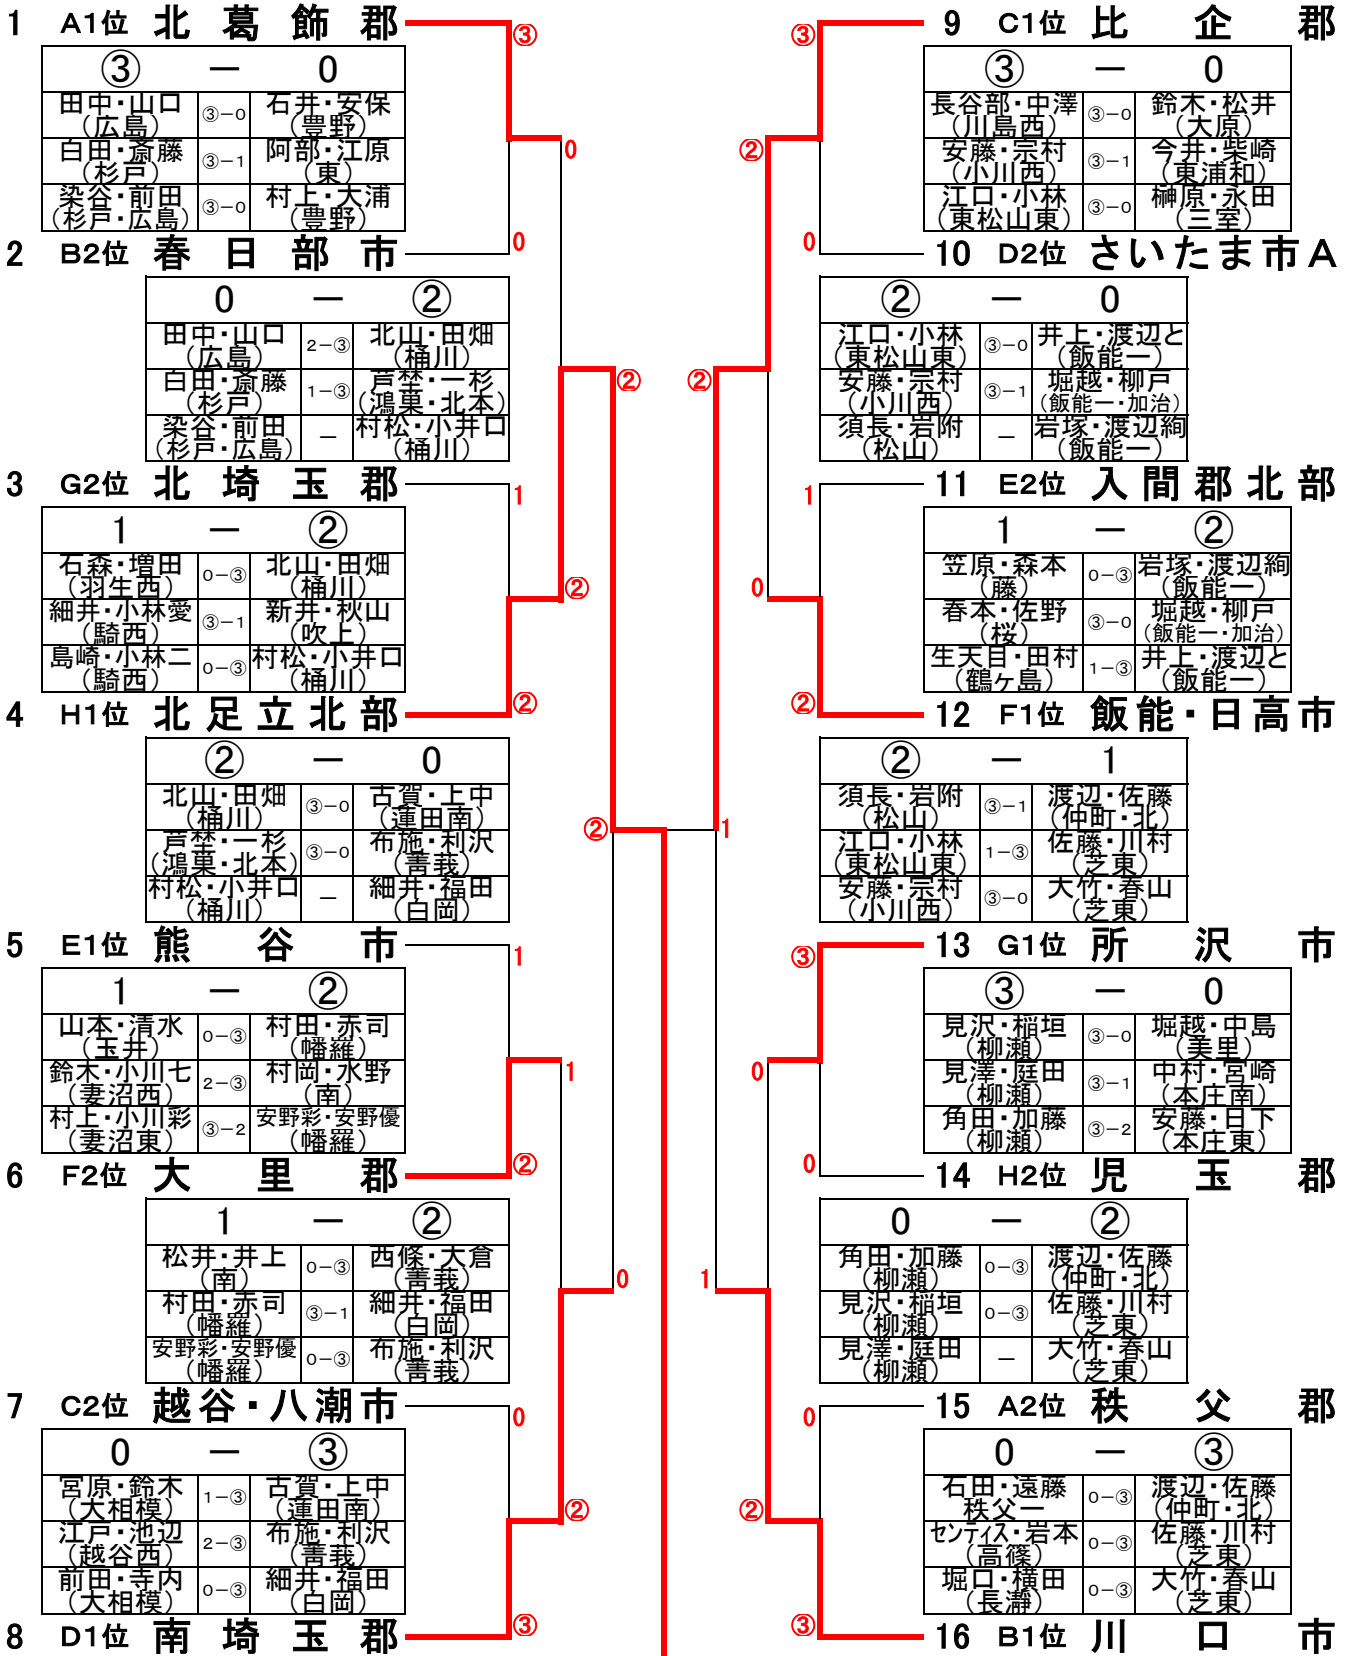 1 A1位 北葛飾郡
③ － 0
田中・山口 ③－0 石井・安保
（広島） （豊野）
白田・斎藤 ③－1 阿部・江原
（杉戸） （東）
染谷・前田 ③－0 村上・大浦
（杉戸・広島） （豊野）
2 B2位 春日部市
0 － ②
田中・山口 2－③ 北山・田畑
（広島） （桶川）
白田・斎藤 1－③ 芦埜・一杉
（杉戸） （鴻巣・北本）
染谷・前田 － 村松・小井口
（杉戸・広島） （桶川）
3 G2位 北埼玉郡
1 － ②
石森・増田 0－③ 北山・田畑
（羽生西） （桶川）
細井・小林愛 ③－1 新井・秋山
（騎西） （吹上）
島崎・小林二 0－③ 村松・小井口
（騎西） （桶川）
4 H1位 北足立北部
② － 0
北山・田畑 ③－0 古賀・上中
（桶川） （蓮田南）
芦埜・一杉 ③－0 布施・利沢
（鴻巣・北本） （菁莪）
村松・小井口 － 細井・福田
（桶川） （白岡）
5 E1位 熊谷市
1 － ②
山本・清水 0－③ 村田・赤司
（玉井） （幡羅）
鈴木・小川七 2－③ 村岡・水野
（妻沼西） （南）
村上・小川彩 ③－2 安野彩・安野優
（妻沼東） （幡羅）
6 F2位 大里郡
1 － ②
松井・井上 0－③ 西條・大倉
（南） （菁莪）
村田・赤司 ③－1 細井・福田
（幡羅） （白岡）
安野彩・安野優 0－③ 布施・利沢
（幡羅） （菁莪）
7 C2位 越谷・八潮市
0 － ③
宮原・鈴木 1－③ 古賀・上中
（大相模） （蓮田南）
江戸・池辺 2－③ 布施・利沢
（越谷西） （菁莪）
前田・寺内 0－③ 細井・福田
（大相模） （白岡）
8 D1位 南埼玉郡
③
0
0
②
1
②
②
②
1
1
②
0
0
②
③
③
②
0
②
1
0
②
1
③
0
0
1
0
②
③
9 C1位 比企郡
③ － 0
長谷部・中澤 ③－0 鈴木・松井
（川島西） （大原）
安藤・宗村 ③－1 今井・柴崎
（小川西） （東浦和）
江口・小林 ③－0 榊原・永田
（東松山東） （三室）
10 D2位 さいたま市A
② － 0
江口・小林 ③－0 井上・渡辺と
（東松山東） （飯能一）
安藤・宗村 ③－1 堀越・柳戸
（小川西） （飯能一・加治）
須長・岩附 － 岩塚・渡辺絢
（松山） （飯能一）
11 E2位 入間郡北部
1 － ②
笠原・森本 0－③ 岩塚・渡辺絢
（藤） （飯能一）
春本・佐野 ③－0 堀越・柳戸
（桜） （飯能一・加治）
生天目・田村 1－③ 井上・渡辺と
（鶴ヶ島） （飯能一）
12 F1位 飯能・日高市
② － 1
須長・岩附 ③－1 渡辺・佐藤
（松山） （仲町・北）
江口・小林 1－③ 佐藤・川村
（東松山東） （芝東）
安藤・宗村 ③－0 大竹・春山
（小川西） （芝東）
13 G1位 所沢市
③ － 0
見沢・稲垣 ③－0 堀越・中島
（柳瀬） （美里）
見澤・庭田 ③－1 中村・宮崎
（柳瀬） （本庄南）
角田・加藤 ③－2 安藤・日下
（柳瀬） （本庄東）
14 H2位 児玉郡
0 － ②
角田・加藤 0－③ 渡辺・佐藤
（柳瀬） （仲町・北）
見沢・稲垣 0－③ 佐藤・川村
（柳瀬） （芝東）
見澤・庭田 － 大竹・春山
（柳瀬） （芝東）
15 A2位 秩父郡
0 － ③
石田・遠藤 0－③ 渡辺・佐藤
秩父一 （仲町・北）
センティス・岩本 0－③ 佐藤・川村
（高篠） （芝東）
堀口・横田 0－③ 大竹・春山
（長瀞） （芝東）
16 B1位 川口市